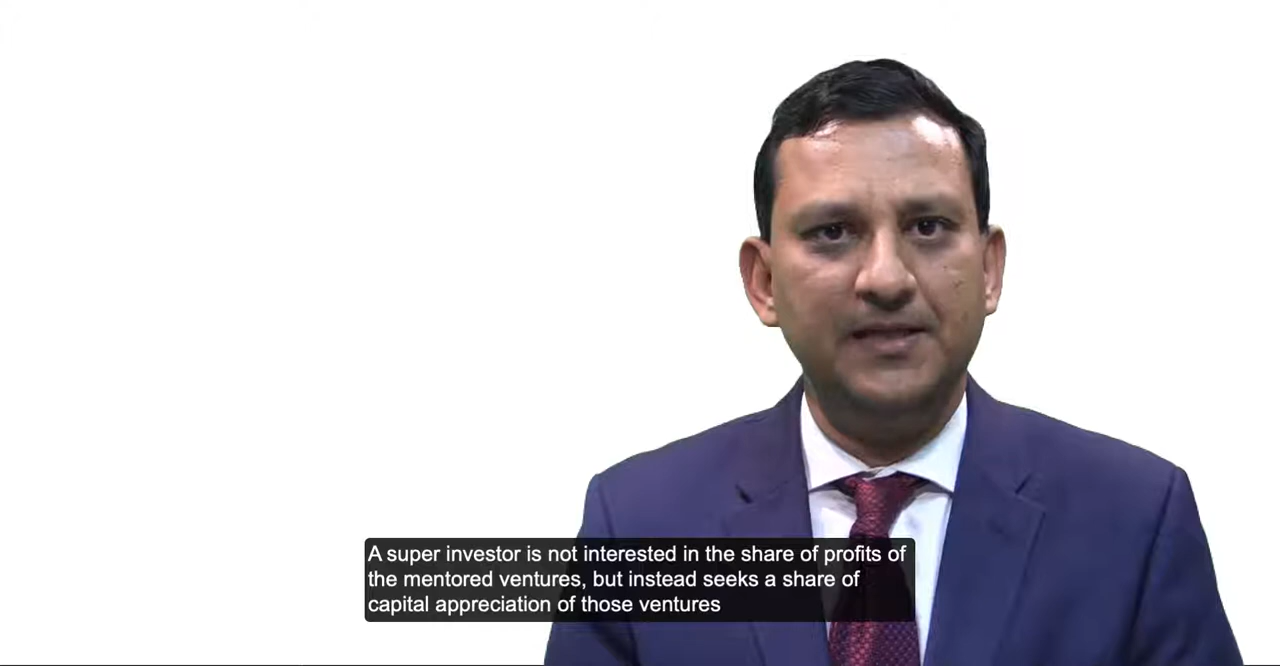 A super investor is not interested in the share of profits of
the mentored ventures, but instead seeks a share of
capital appreciation of those ventures